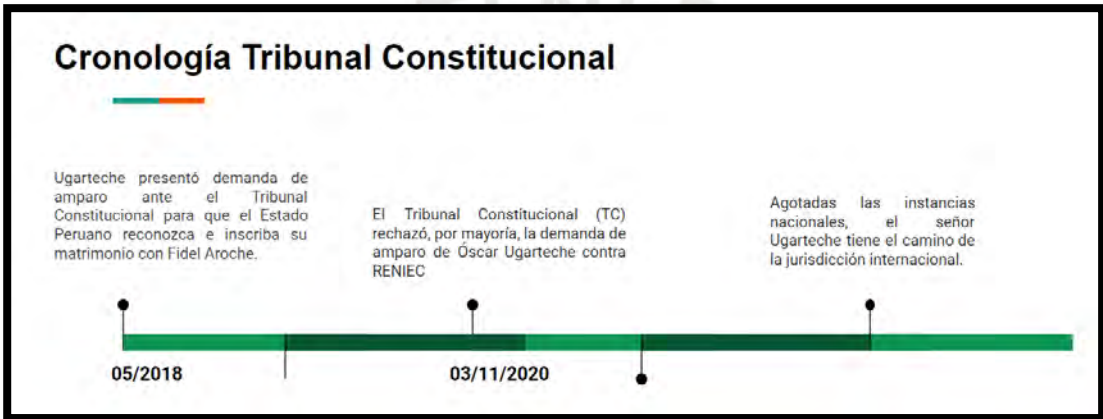 Cronología Tribunal Constitucional
Ugarteche presentó demanda de
amparo ante el Tribunal
Constitucional para que el Estado
Peruano reconozca e inscriba su
matrimonio con Fidel Aroche.
El Tribunal Constitucional (TC)
rechazó, por mayoría, la demanda de
amparo de Óscar Ugarteche contra
RENIEC
Agotadas las instancias
nacionales, el señor
Ugarteche tiene el camino de
la jurisdicción internacional.
05/2018
03/11/2020